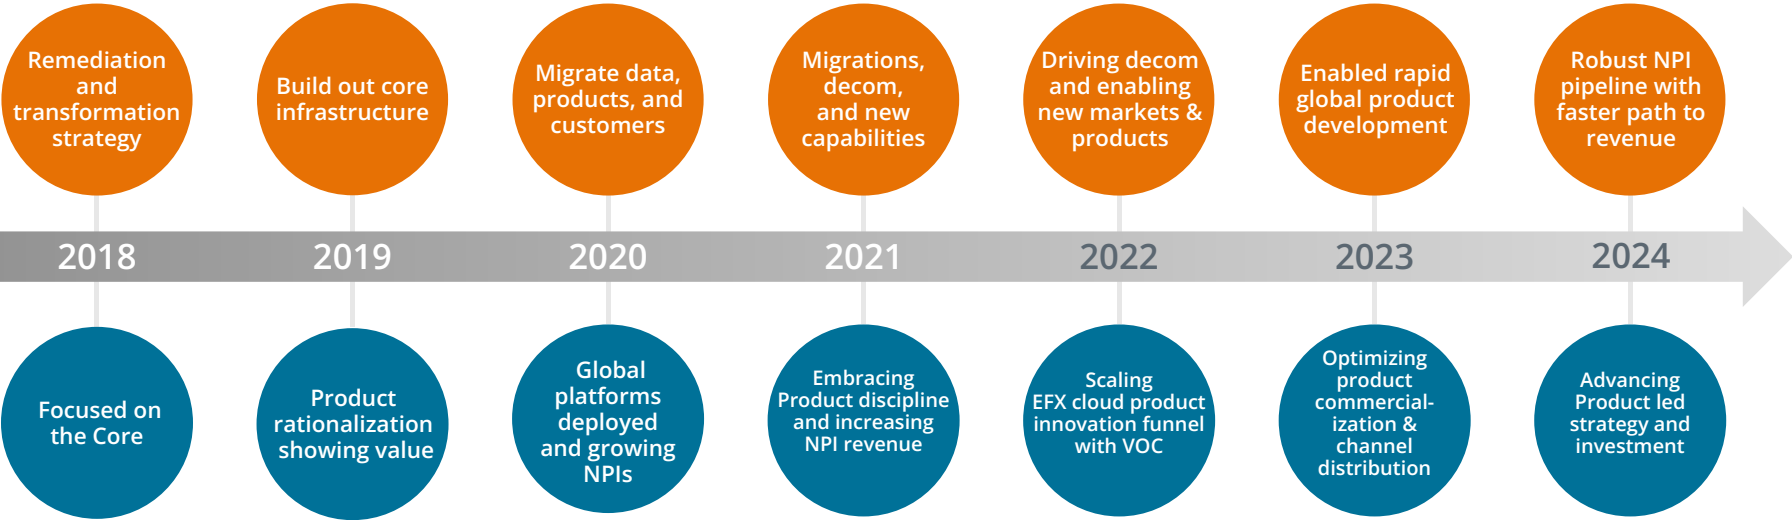 Remediation
and
transformation
strategy
Build out core
infrastructure
Migrate data,
products, and
customers
Migrations,
decom,
and new
capabilities
Driving decom
and enabling
new markets &
products
Enabled rapid
global product
development
Robust NPI
pipeline with
faster path to
revenue
2018
2019
2020
2021
2022
2023
2024
Focused on
the Core
Product
rationalization
showing value
Global
platforms
deployed
and growing
NPIs
Embracing
Product discipline
and increasing
NPI revenue
Scaling
EFX cloud product
innovation funnel
with VOC
Optimizing
product
commercial-
ization &
channel
distribution
Advancing
Product led
strategy and
investment